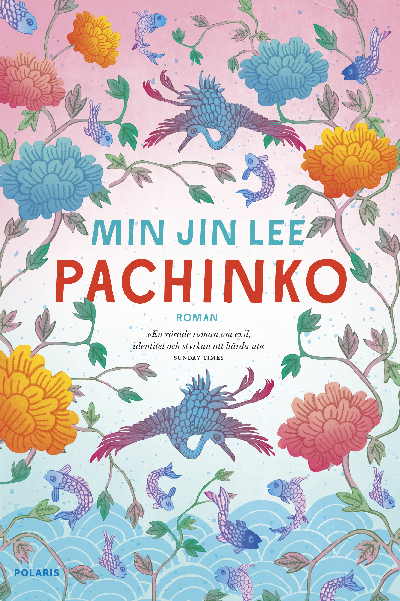 MIN JIN LEE
PACHINKO
ROMAN
»En rörande roman om exil,
identitet och styrkan att härda ut«
SUNDAY TIMES
POLARIS